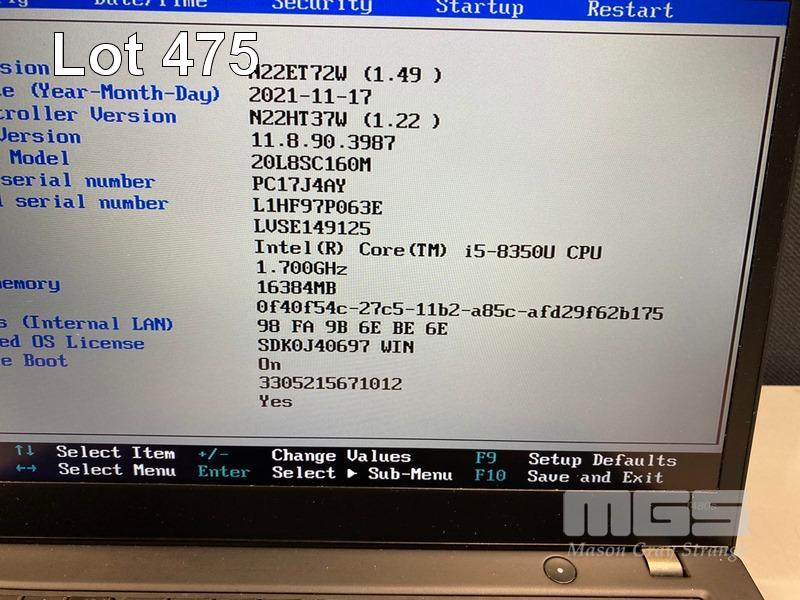 Date/Time Security Startup Restart
Lot 475
sion N22ET72W (1.49 )
e (Year-Month-Day) 2021-11-17
troller Version N22HT37W (1.22 )
Version 11.8.90.3987
Model 20L8SC160M
serial number PC17J4AY
serial number L1HF97P063E
LVSE149125
Intel(R) Core(TM) i5-8350U CPU
1.700GHz
emory 16384MB
0f40f54c-27c5-11b2-a85c-afd29f62b175
s (Internal LAN) 98 FA 9B 6E BE 6E
ed OS License SDK0J40697 WIN
e Boot On
3305215671012
Yes
↑↓ Select Item +/- Change Values F9 Setup Defaults
←→ Select Menu Enter Select ▶ Sub-Menu F10 Save and Exit
MGS
Mason Gray Strange